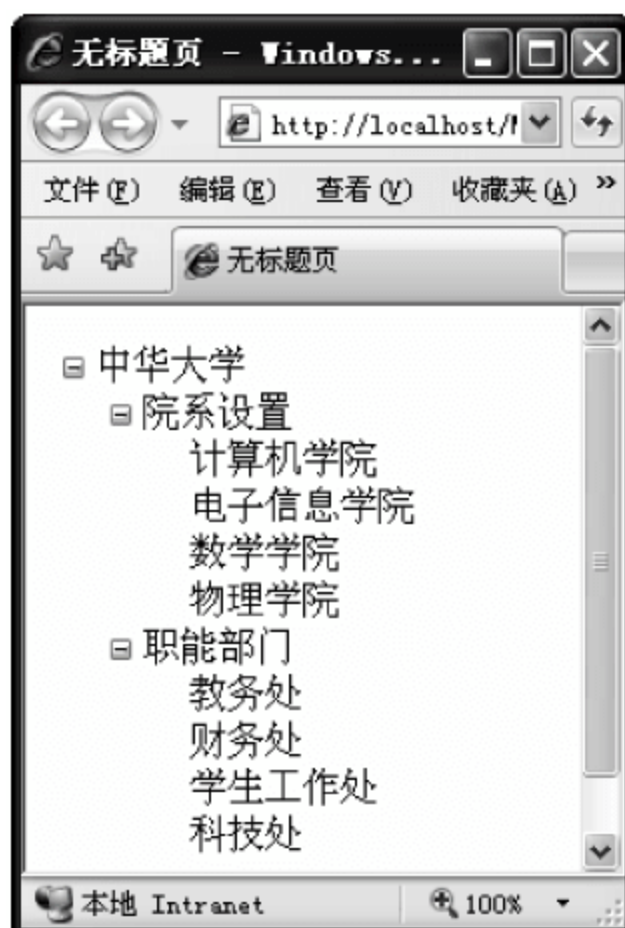 无标题页 - Windows...
http://localhost/
文件(F) 编辑(E) 查看(V) 收藏夹(A) »
无标题页
中华大学
院系设置
计算机学院
电子信息学院
数学学院
物理学院
职能部门
教务处
财务处
学生工作处
科技处
本地 Intranet 100%